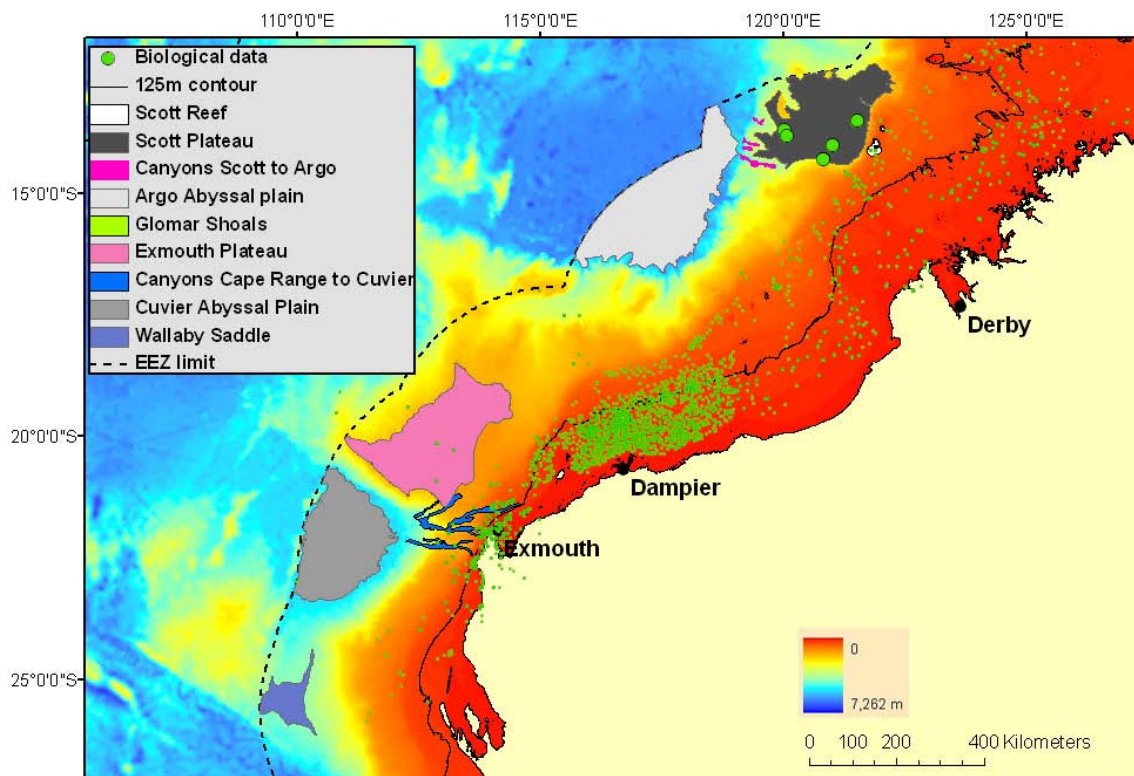 110°0'0"E 115°0'0"E 120°0'0"E 125°0'0"E
Biological data
125m contour
Scott Reef
Scott Plateau
Canyons Scott to Argo
Argo Abyssal plain
Glomar Shoals
Exmouth Plateau
Canyons Cape Range to Cuvier
Cuvier Abyssal Plain
Wallaby Saddle
EEZ limit
15°0'0"S
20°0'0"S
25°0'0"S
Derby
Dampier
Exmouth
0
7,262 m
0 100 200 400 Kilometers